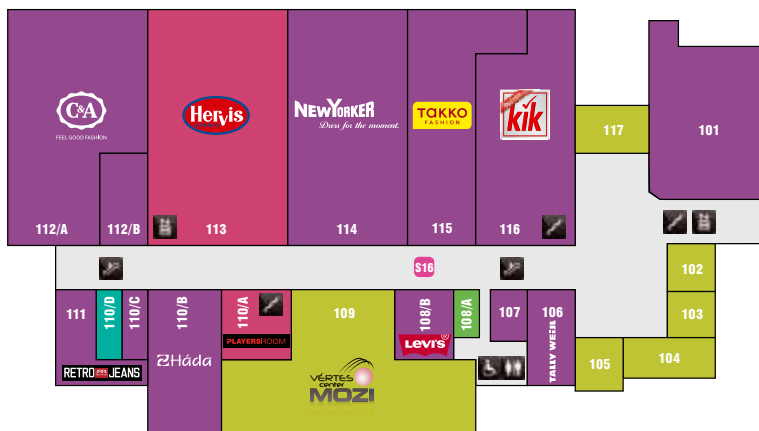 C&A
FEEL GOOD FASHION
Hervis
NEWYORKER
Dress for the moment.
TAKKO
FASHION
kik
117
101
112/A
112/B
113
114
115
116
S16
102
103
104
105
111
110/D
110/C
110/B
110/A
109
108/B
108/A
107
106
PLAYERSROOM
LEVI'S
TALLY WEIJL
RETRO JEANS
Háda
VÉRTES
center
MOZI